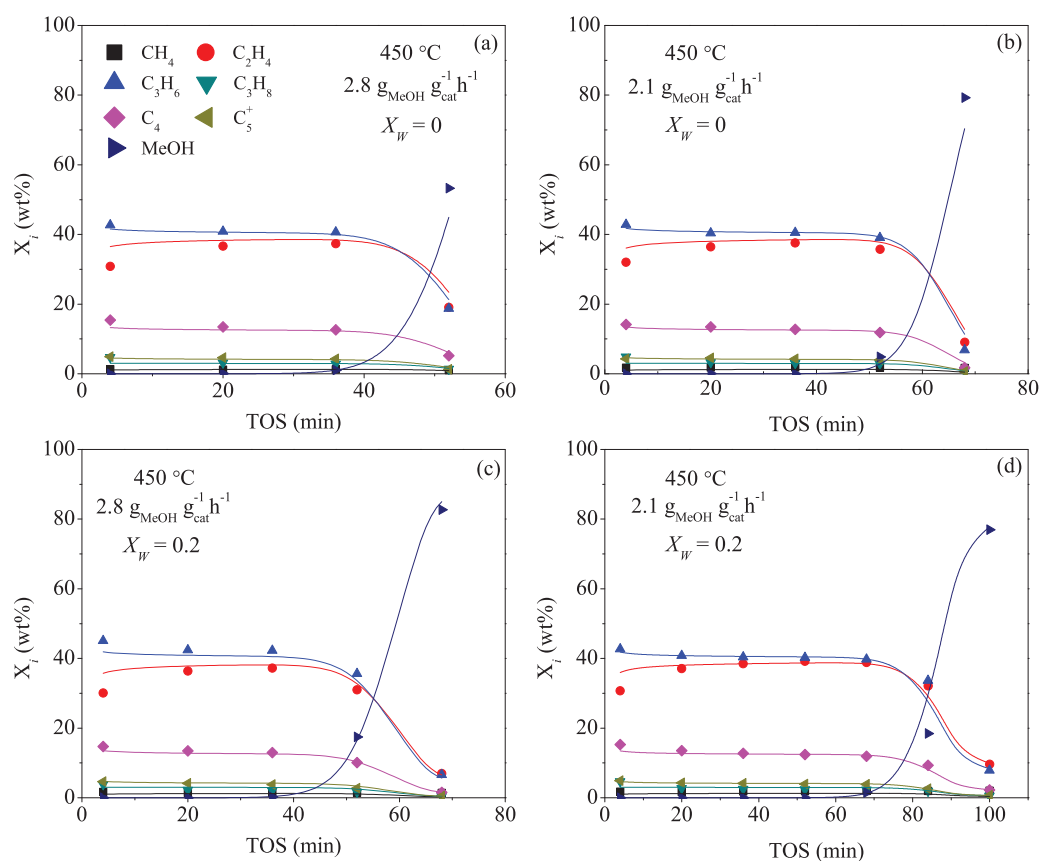 (a)
CH₄ C₂H₄
C₃H₆ C₃H₈
C₄ C₅⁺
MeOH
450 °C
2.8 g_MeOH g_cat⁻¹ h⁻¹
X_W = 0
100
80
60
40
20
0
X_i (wt%)
0 10 20 30 40 50 60
TOS (min)
(b)
450 °C
2.1 g_MeOH g_cat⁻¹ h⁻¹
X_W = 0
100
80
60
40
20
0
X_i (wt%)
0 20 40 60 80
TOS (min)
(c)
450 °C
2.8 g_MeOH g_cat⁻¹ h⁻¹
X_W = 0.2
100
80
60
40
20
0
X_i (wt%)
0 20 40 60 80
TOS (min)
(d)
450 °C
2.1 g_MeOH g_cat⁻¹ h⁻¹
X_W = 0.2
100
80
60
40
20
0
X_i (wt%)
0 20 40 60 80 100
TOS (min)